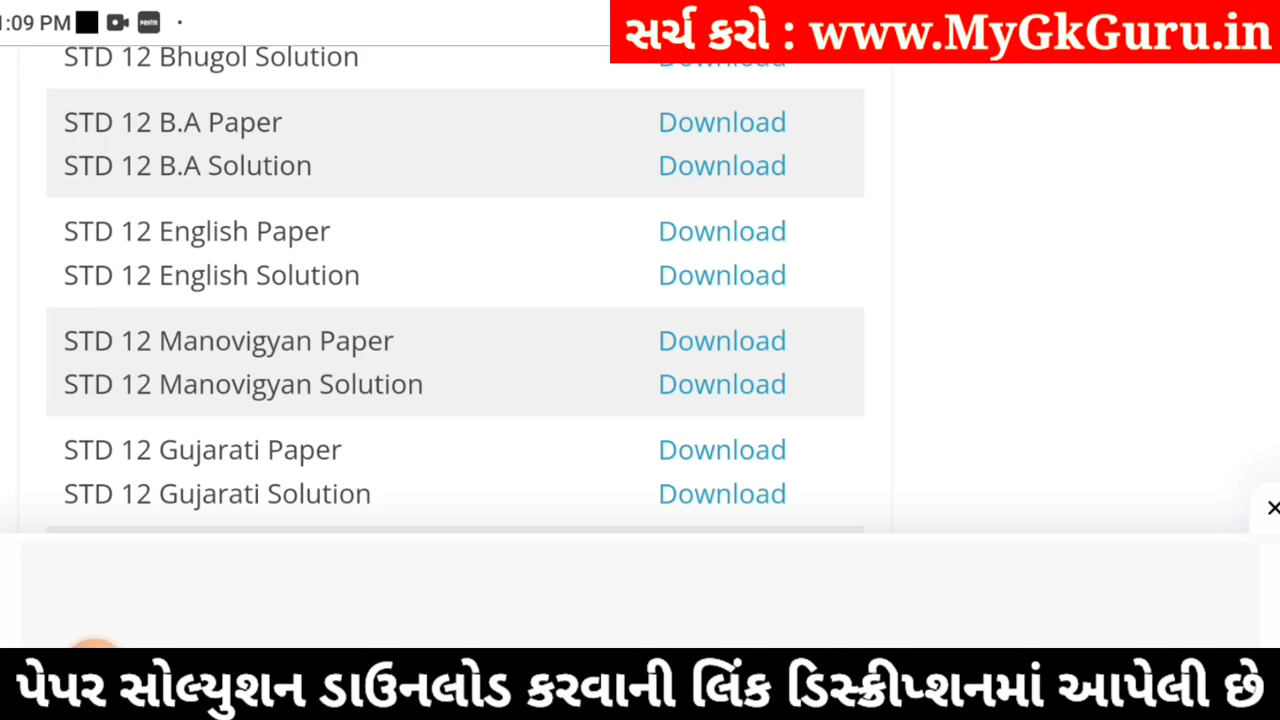 1:09 PM
સર્ચ કરો : www.MyGkGuru.in
STD 12 Bhugol Solution Download
STD 12 B.A Paper Download
STD 12 B.A Solution Download
STD 12 English Paper Download
STD 12 English Solution Download
STD 12 Manovigyan Paper Download
STD 12 Manovigyan Solution Download
STD 12 Gujarati Paper Download
STD 12 Gujarati Solution Download
પેપર સોલ્યુશન ડાઉનલોડ કરવાની લિંક ડિસ્ક્રીપ્શનમાં આપેલી છે